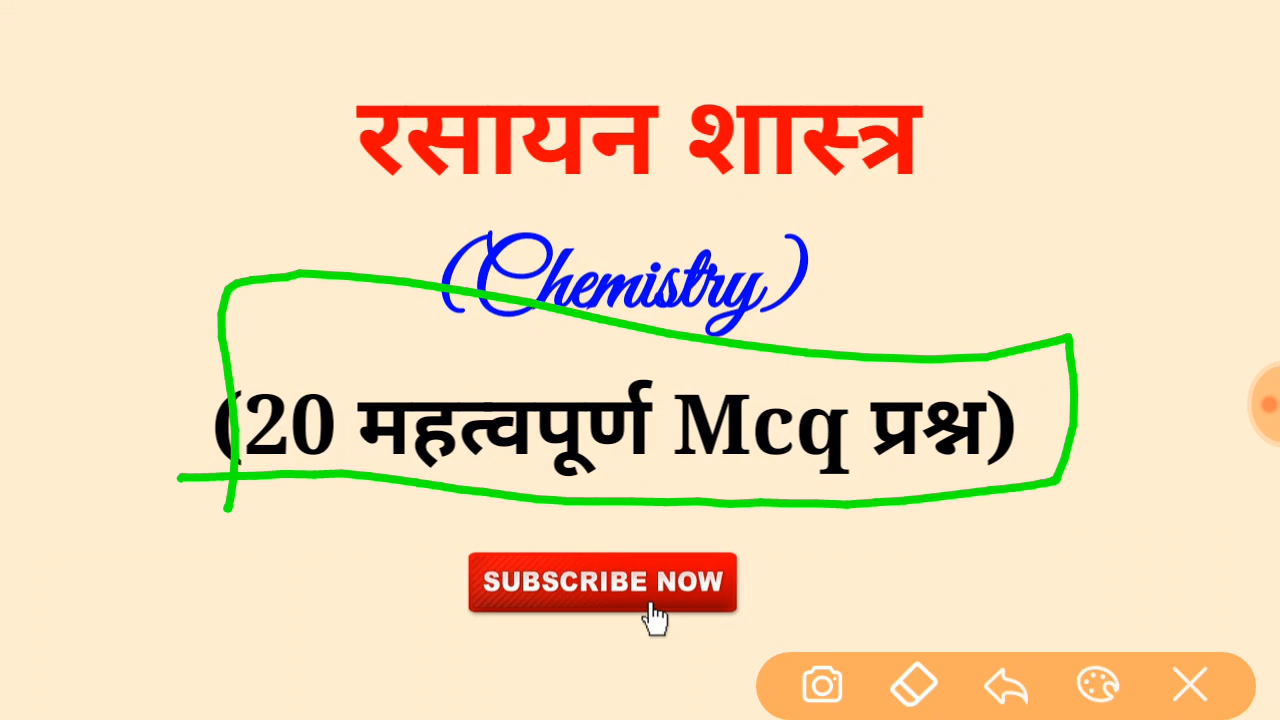 रसायन शास्त्र
(Chemistry)
(20 महत्वपूर्ण Mcq प्रश्न)
SUBSCRIBE NOW